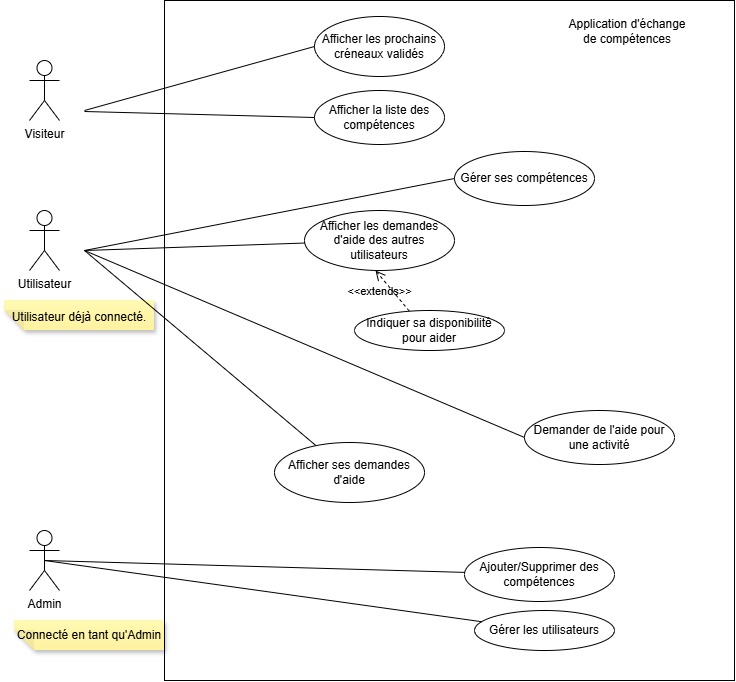 Application d'échange
de compétences
Afficher les prochains
créneaux validés
Visiteur
Afficher la liste des
compétences
Gérer ses compétences
Afficher les demandes
d'aide des autres
utilisateurs
Utilisateur
<<extends>>
Utilisateur déjà connecté.
Indiquer sa disponibilité
pour aider
Demander de l'aide pour
une activité
Afficher ses demandes
d'aide
Ajouter/Supprimer des
compétences
Admin
Gérer les utilisateurs
Connecté en tant qu'Admin